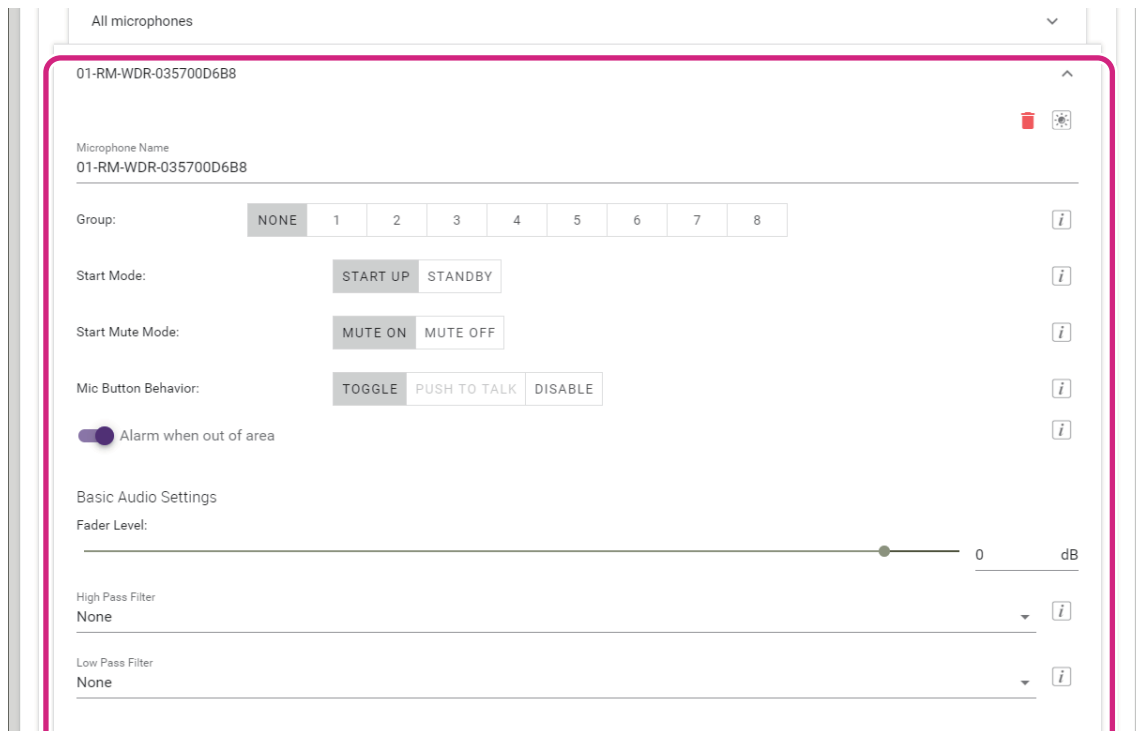 All microphones
01-RM-WDR-035700D6B8
Microphone Name
01-RM-WDR-035700D6B8
Group: NONE 1 2 3 4 5 6 7 8 i
Start Mode: START UP STANDBY i
Start Mute Mode: MUTE ON MUTE OFF i
Mic Button Behavior: TOGGLE PUSH TO TALK DISABLE i
Alarm when out of area i
Basic Audio Settings
Fader Level:
0 dB
High Pass Filter
None i
Low Pass Filter
None i